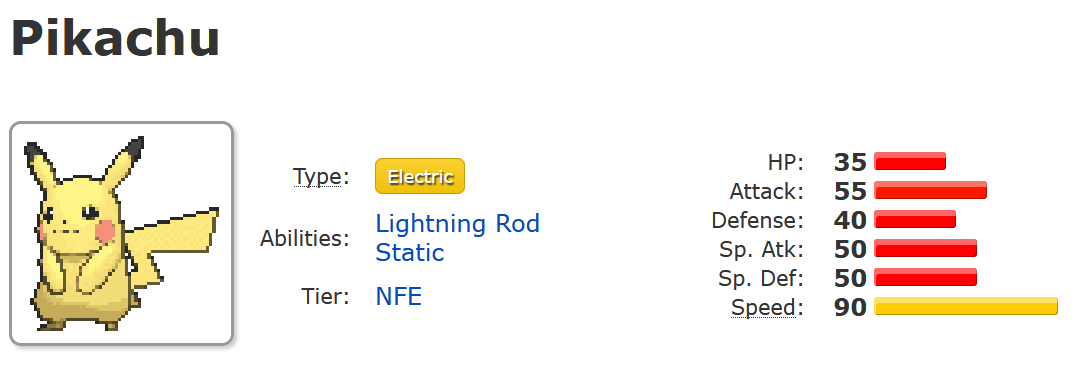 Pikachu
Type: Electric
Abilities: Lightning Rod
Static
Tier: NFE
HP: 35
Attack: 55
Defense: 40
Sp. Atk: 50
Sp. Def: 50
Speed: 90